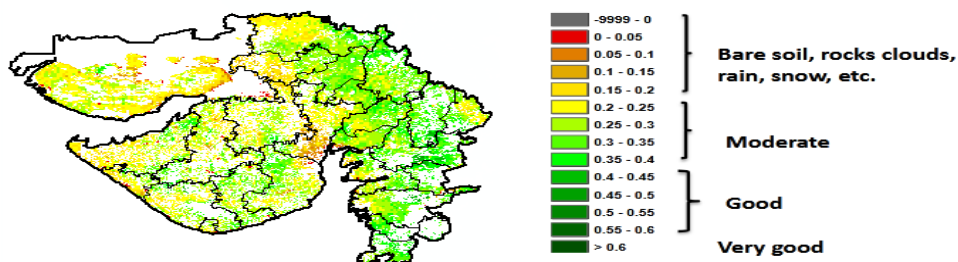 -9999 - 0
0 - 0.05
0.05 - 0.1
0.1 - 0.15
0.15 - 0.2
0.2 - 0.25
0.25 - 0.3
0.3 - 0.35
0.35 - 0.4
0.4 - 0.45
0.45 - 0.5
0.5 - 0.55
0.55 - 0.6
> 0.6
Bare soil, rocks clouds,
rain, snow, etc.
Moderate
Good
Very good